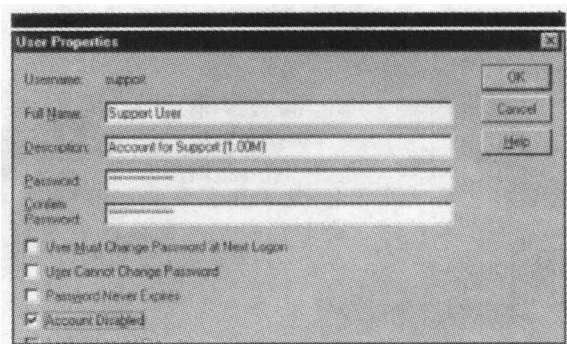 User Properties
Username: support
OK
Full Name: Support User
Cancel
Description: Account for Support (1.00M)
Help
Password: **************
Confirm Password: **************
User Must Change Password at Next Logon
User Cannot Change Password
Password Never Expires
Account Disabled